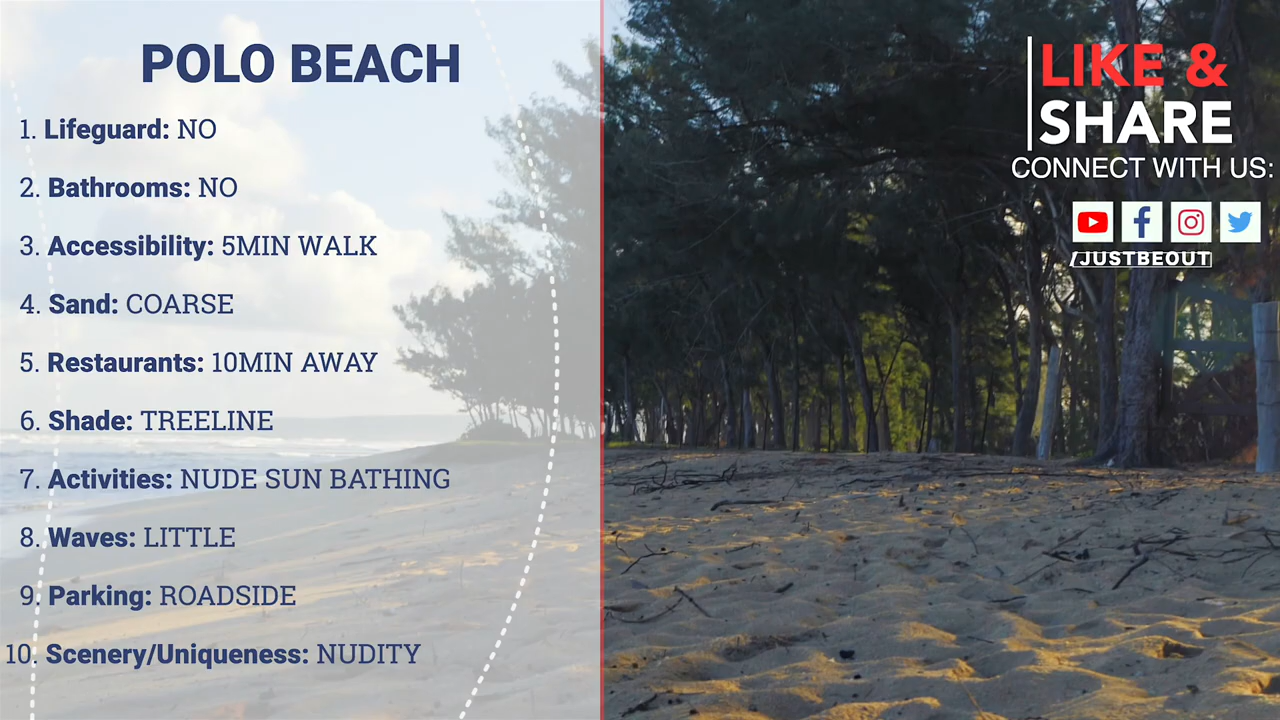 POLO BEACH
1. Lifeguard: NO
2. Bathrooms: NO
3. Accessibility: 5MIN WALK
4. Sand: COARSE
5. Restaurants: 10MIN AWAY
6. Shade: TREELINE
7. Activities: NUDE SUN BATHING
8. Waves: LITTLE
9. Parking: ROADSIDE
10. Scenery/Uniqueness: NUDITY
LIKE &
SHARE
CONNECT WITH US:
/JUSTBEOUT